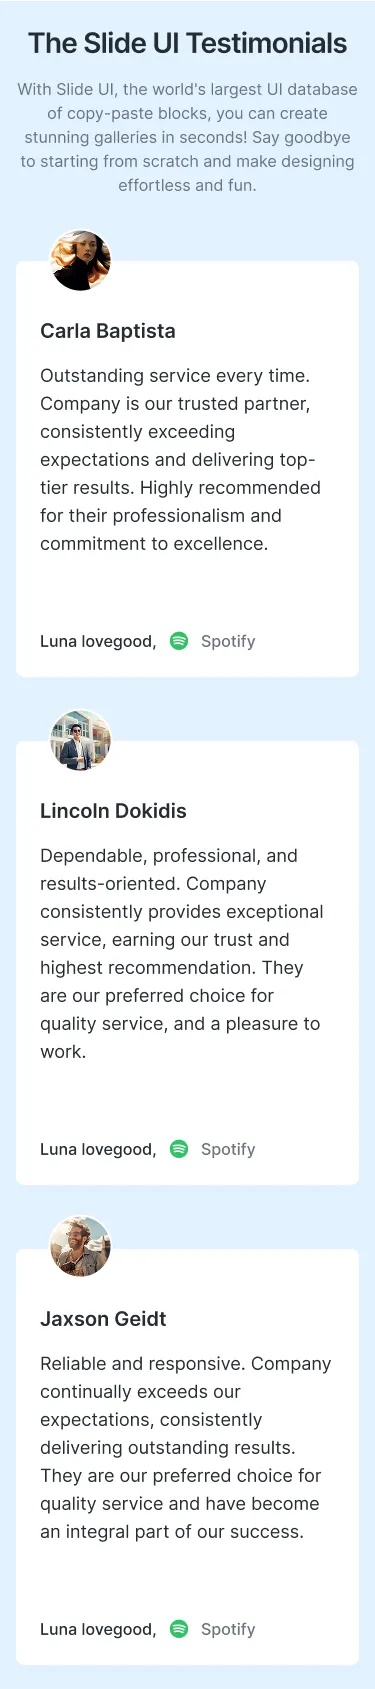 The Slide UI Testimonials
With Slide UI, the world's largest UI database
of copy-paste blocks, you can create
stunning galleries in seconds! Say goodbye
to starting from scratch and make designing
effortless and fun.
Carla Baptista
Outstanding service every time.
Company is our trusted partner,
consistently exceeding
expectations and delivering top-
tier results. Highly recommended
for their professionalism and
commitment to excellence.
Luna lovegood, Spotify
Lincoln Dokidis
Dependable, professional, and
results-oriented. Company
consistently provides exceptional
service, earning our trust and
highest recommendation. They
are our preferred choice for
quality service, and a pleasure to
work.
Luna lovegood, Spotify
Jaxson Geidt
Reliable and responsive. Company
continually exceeds our
expectations, consistently
delivering outstanding results.
They are our preferred choice for
quality service and have become
an integral part of our success.
Luna lovegood, Spotify